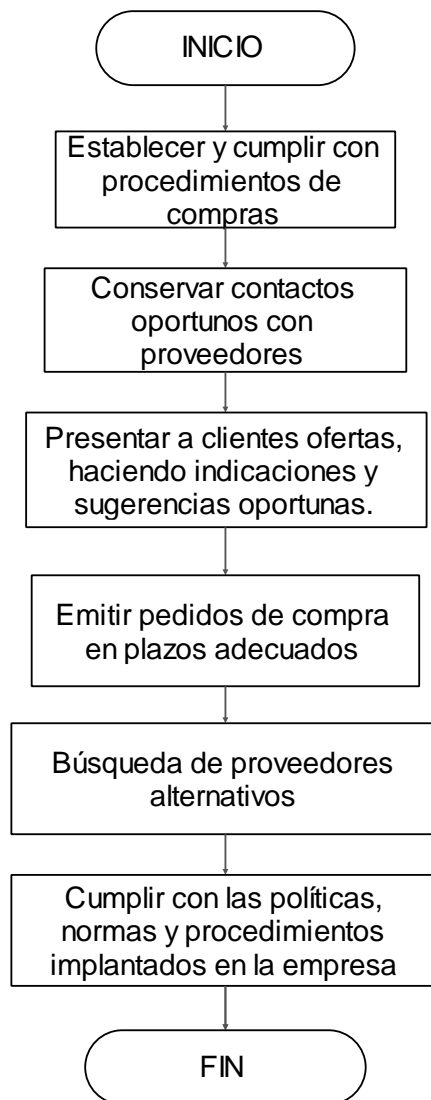 INICIO
Establecer y cumplir con
procedimientos de
compras
Conservar contactos
oportunos con
proveedores
Presentar a clientes ofertas,
haciendo indicaciones y
sugerencias oportunas.
Emitir pedidos de compra
en plazos adecuados
Búsqueda de proveedores
alternativos
Cumplir con las políticas,
normas y procedimientos
implantados en la empresa
FIN